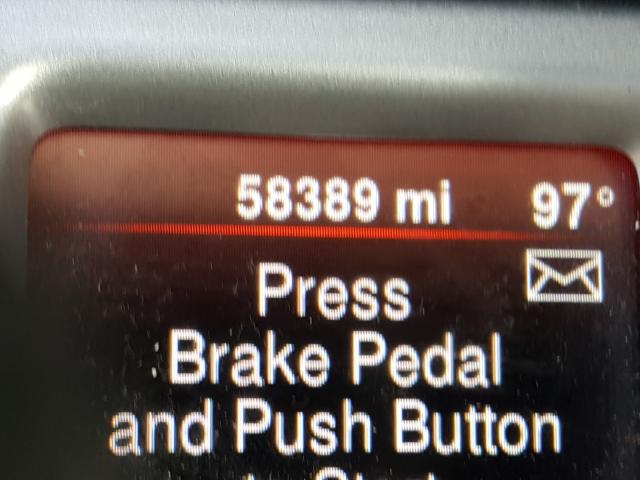 58389 mi 97°
Press
Brake Pedal
and Push Button